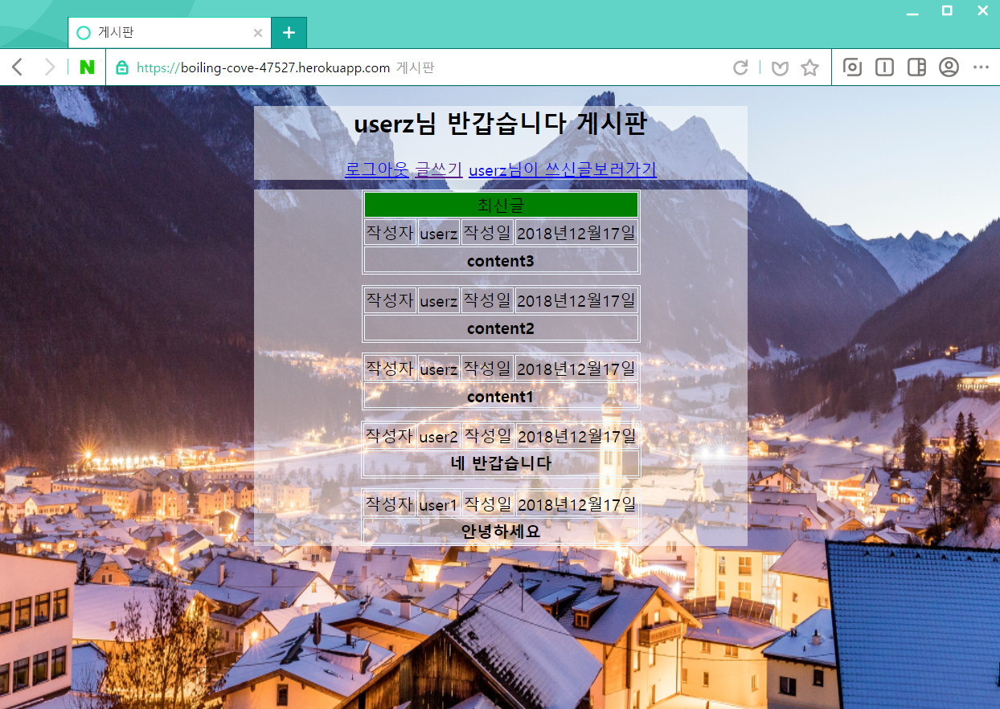 게시판
N https://boiling-cove-47527.herokuapp.com 게시판
userz님 반갑습니다 게시판
로그아웃 글쓰기 userz님이 쓰신글보러가기
최신글
작성자 userz 작성일 2018년12월17일
content3
작성자 userz 작성일 2018년12월17일
content2
작성자 userz 작성일 2018년12월17일
content1
작성자 user2 작성일 2018년12월17일
네 반갑습니다
작성자 user1 작성일 2018년12월17일
안녕하세요